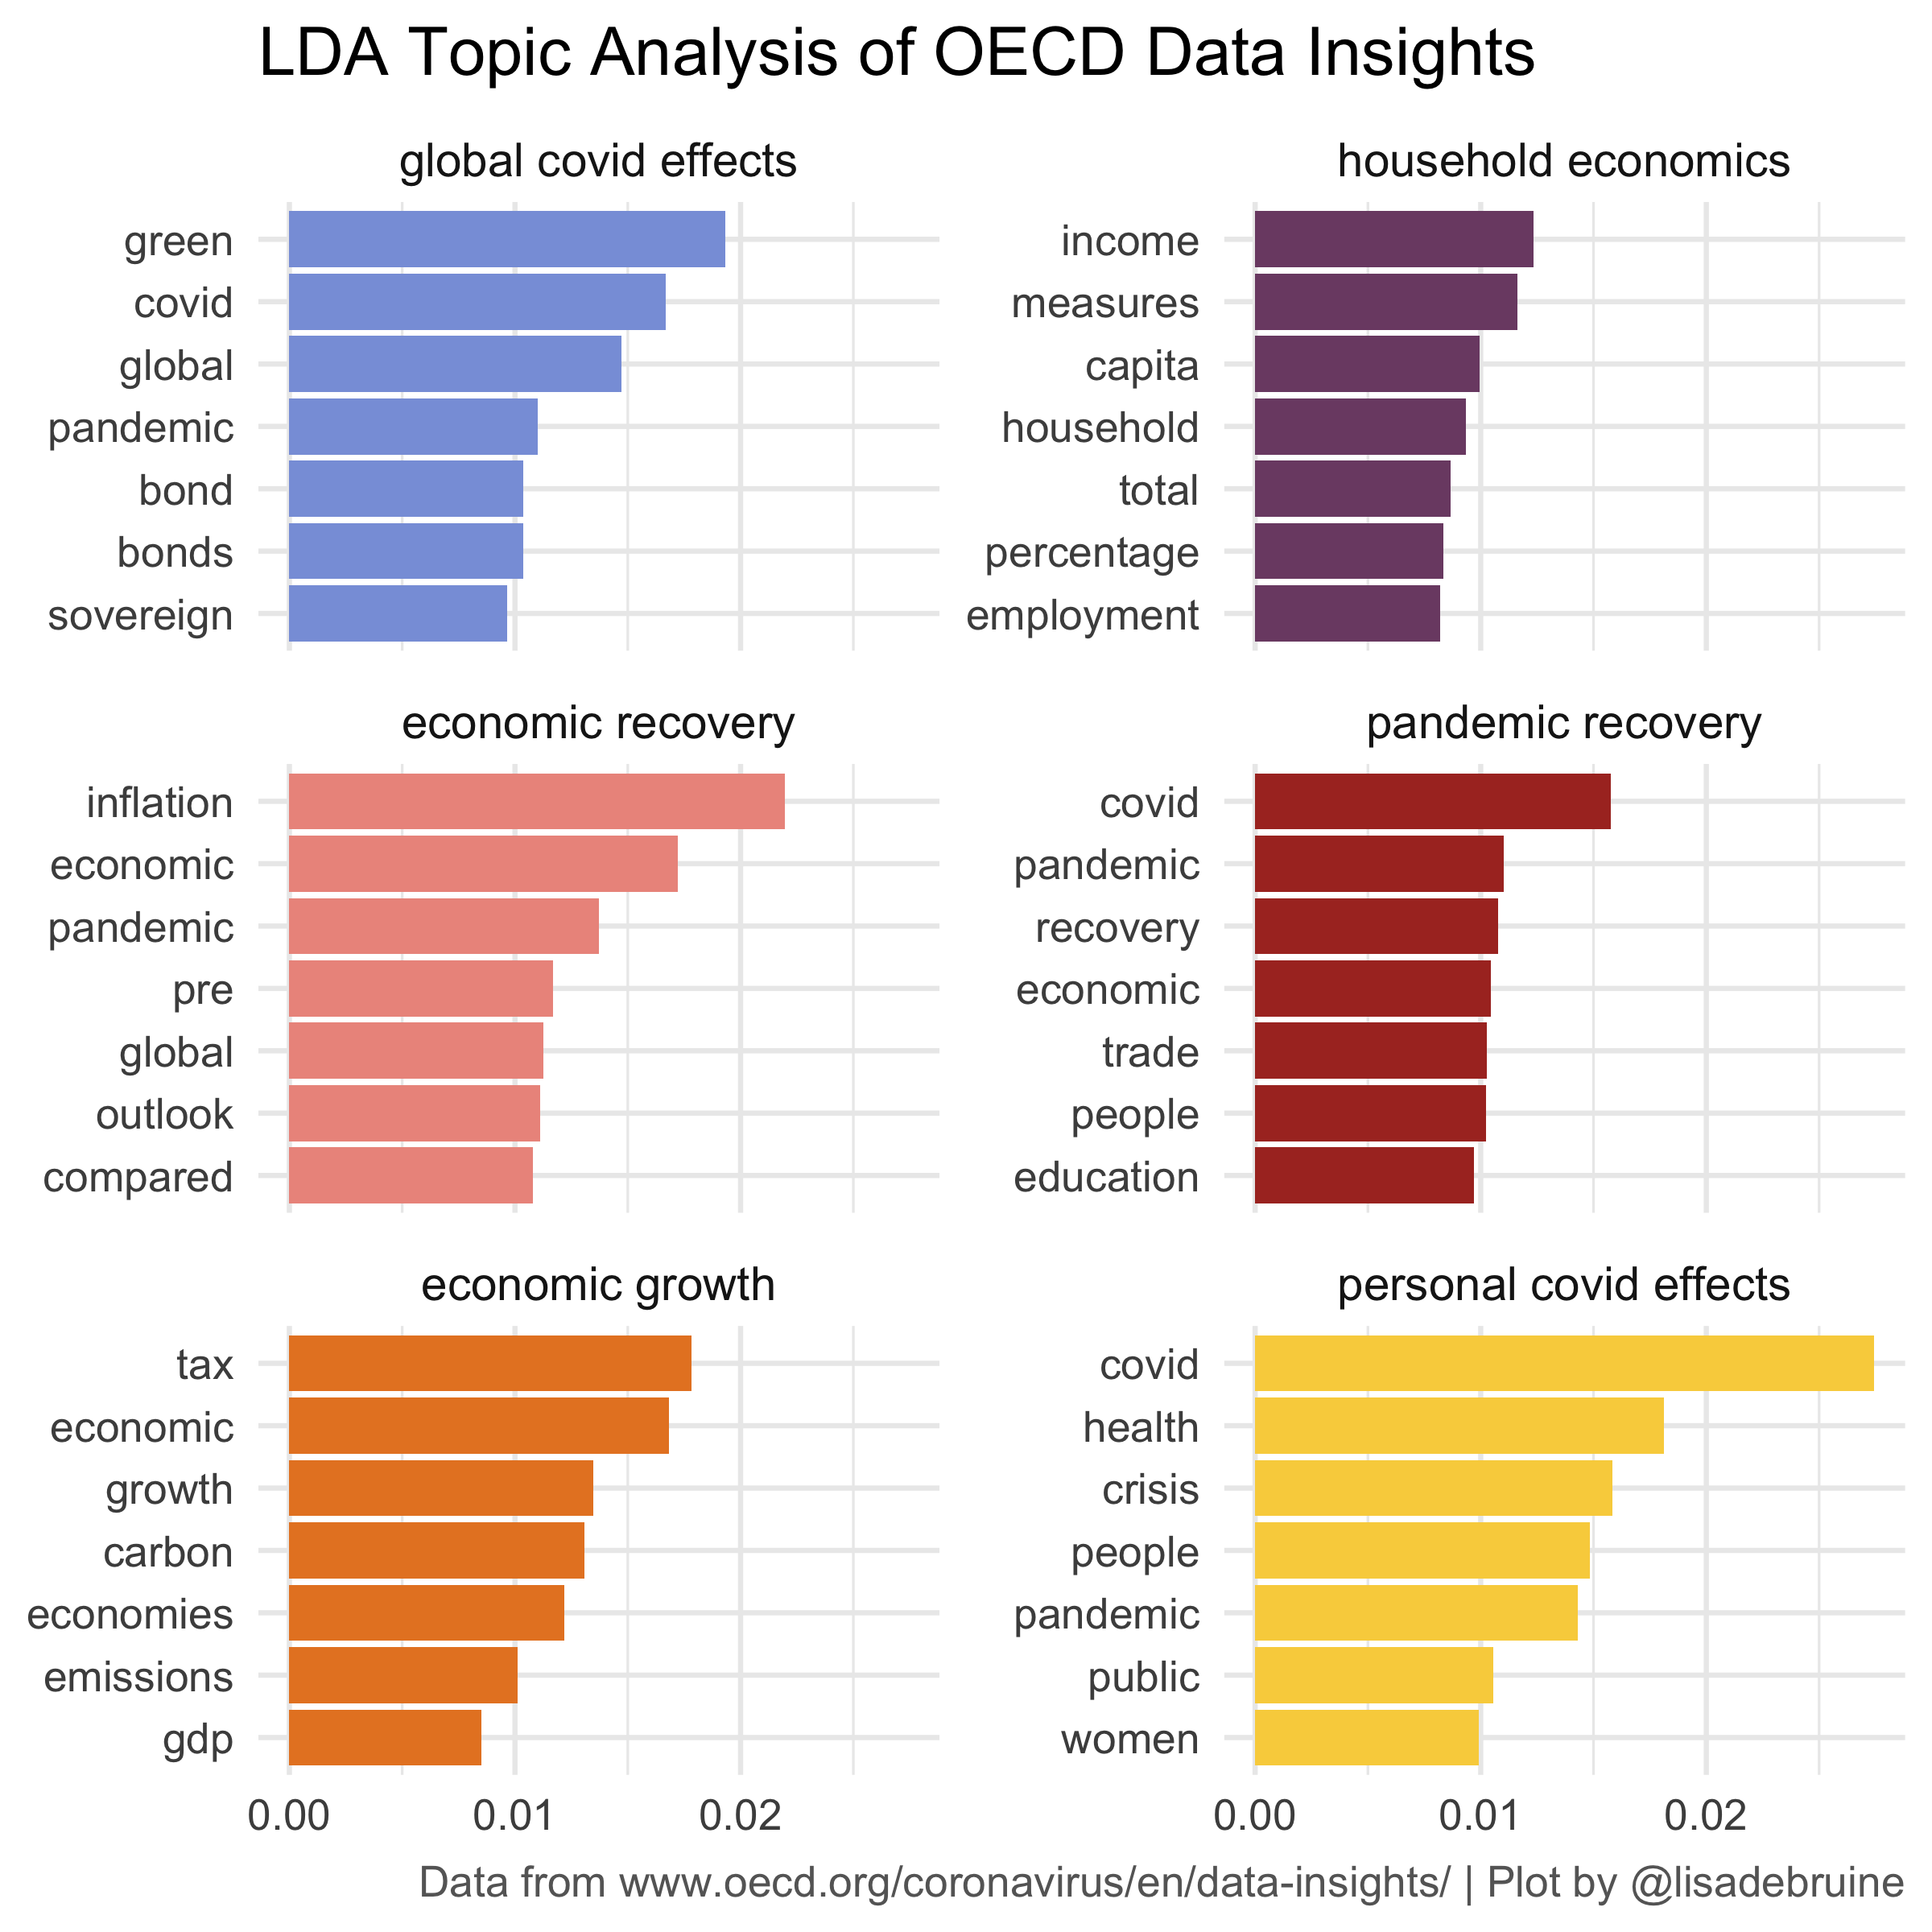 LDA Topic Analysis of OECD Data Insights
global covid effects
green
covid
global
pandemic
bond
bonds
sovereign
household economics
income
measures
capita
household
total
percentage
employment
economic recovery
inflation
economic
pandemic
pre
global
outlook
compared
pandemic recovery
covid
pandemic
recovery
economic
trade
people
education
economic growth
tax
economic
growth
carbon
economies
emissions
gdp
0.00 0.01 0.02
personal covid effects
covid
health
crisis
people
pandemic
public
women
0.00 0.01 0.02
Data from www.oecd.org/coronavirus/en/data-insights/ | Plot by @lisadebruine